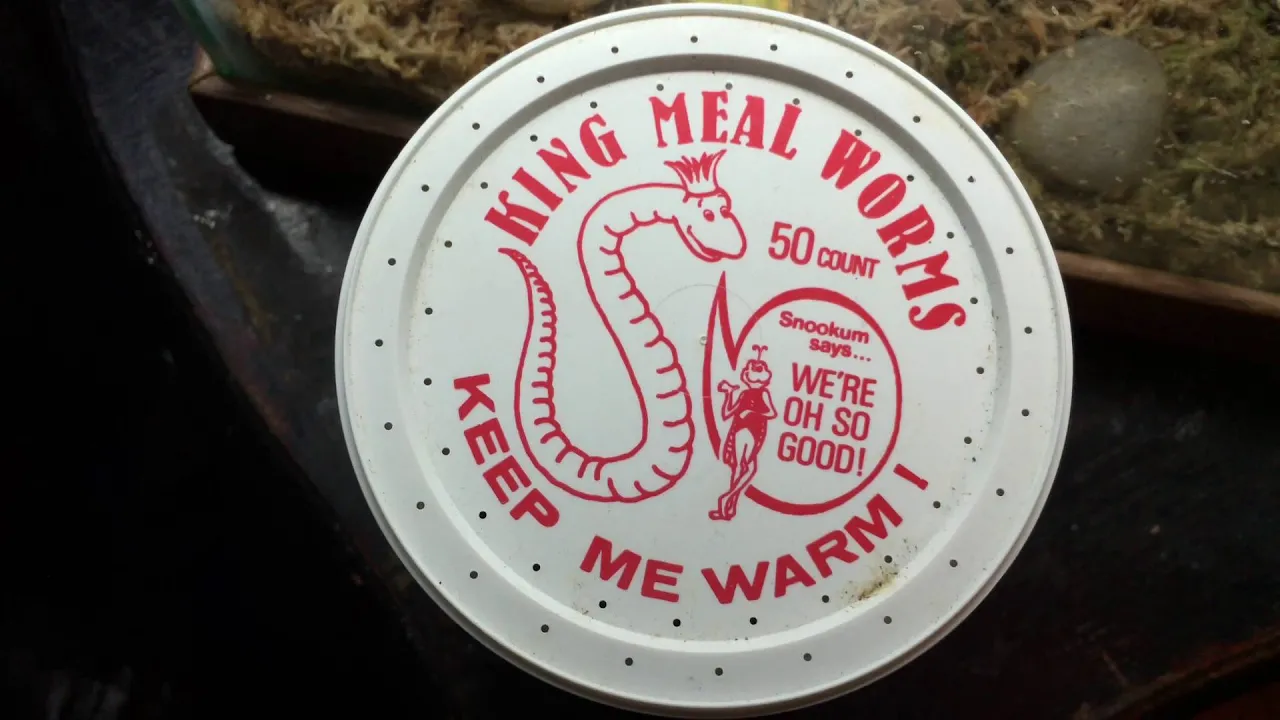 KING MEAL WORMS
50 COUNT
Snookum
says...
WE'RE
OH SO
GOOD!
KEEP ME WARM !